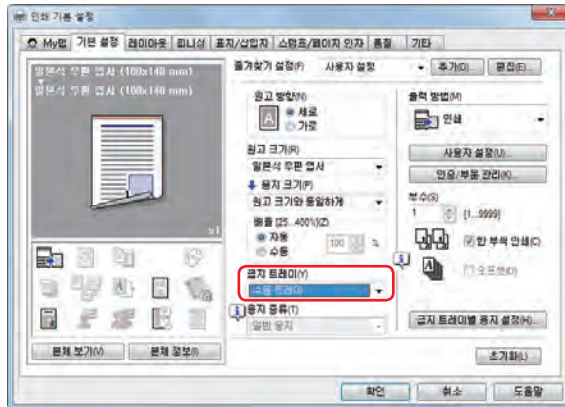 인쇄 기본 설정
My탭 기본 설정 레이아웃 피니싱 표지/삽입지 스탬프/페이지 인자 품질 기타
일본식 우편 엽서 (100x148 mm)
일본식 우편 엽서 (100x148 mm)
x1
분체 보기(V) 본체 정보(I)
즐겨찾기 설정(F) 사용자 설정 추가(O)... 편집(E)...
원고 방향(N)
A
세로
가로
원고 크기(R)
일본식 우편 엽서
용지 크기(P)
원고 크기와 동일하게
배율 [25...400%](Z)
자동
수동
100 %
급지 트레이(Y)
수동 트레이
용지 종류(T)
일반 용지
출력 방법(M)
인쇄
사용자 설정(U)...
인증/부문 관리(K)...
부수(S)
1 [1...9999]
한 부씩 인쇄(C)
오프셋(D)
급지 트레이별 용지 설정(H)...
초기화(L)
확인 취소 도움말